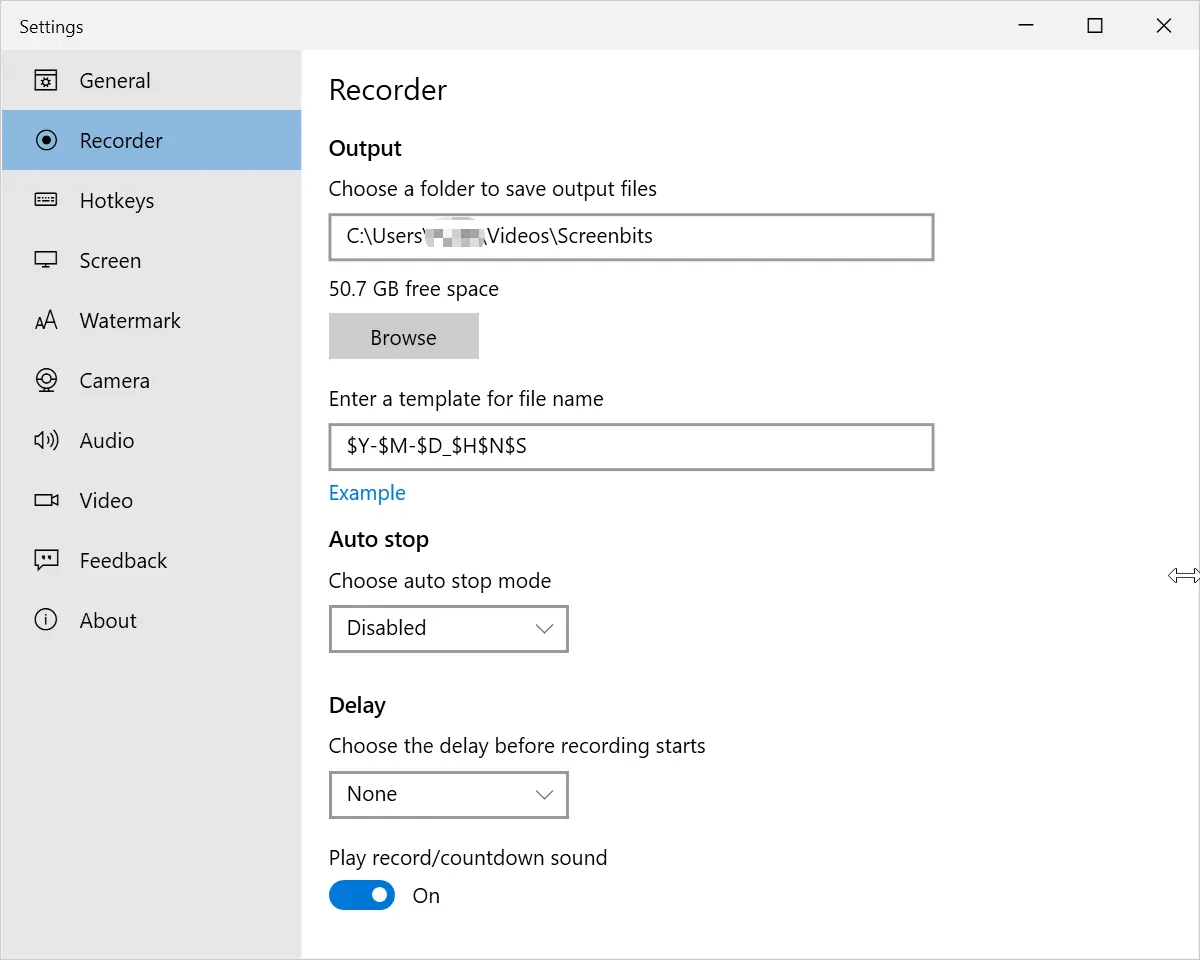 Settings
General
Recorder
Hotkeys
Screen
Watermark
Camera
Audio
Video
Feedback
About
Recorder
Output
Choose a folder to save output files
C:\Users\ \Videos\Screenbits
50.7 GB free space
Browse
Enter a template for file name
$Y-$M-$D_$H$N$S
Example
Auto stop
Choose auto stop mode
Disabled
Delay
Choose the delay before recording starts
None
Play record/countdown sound
On